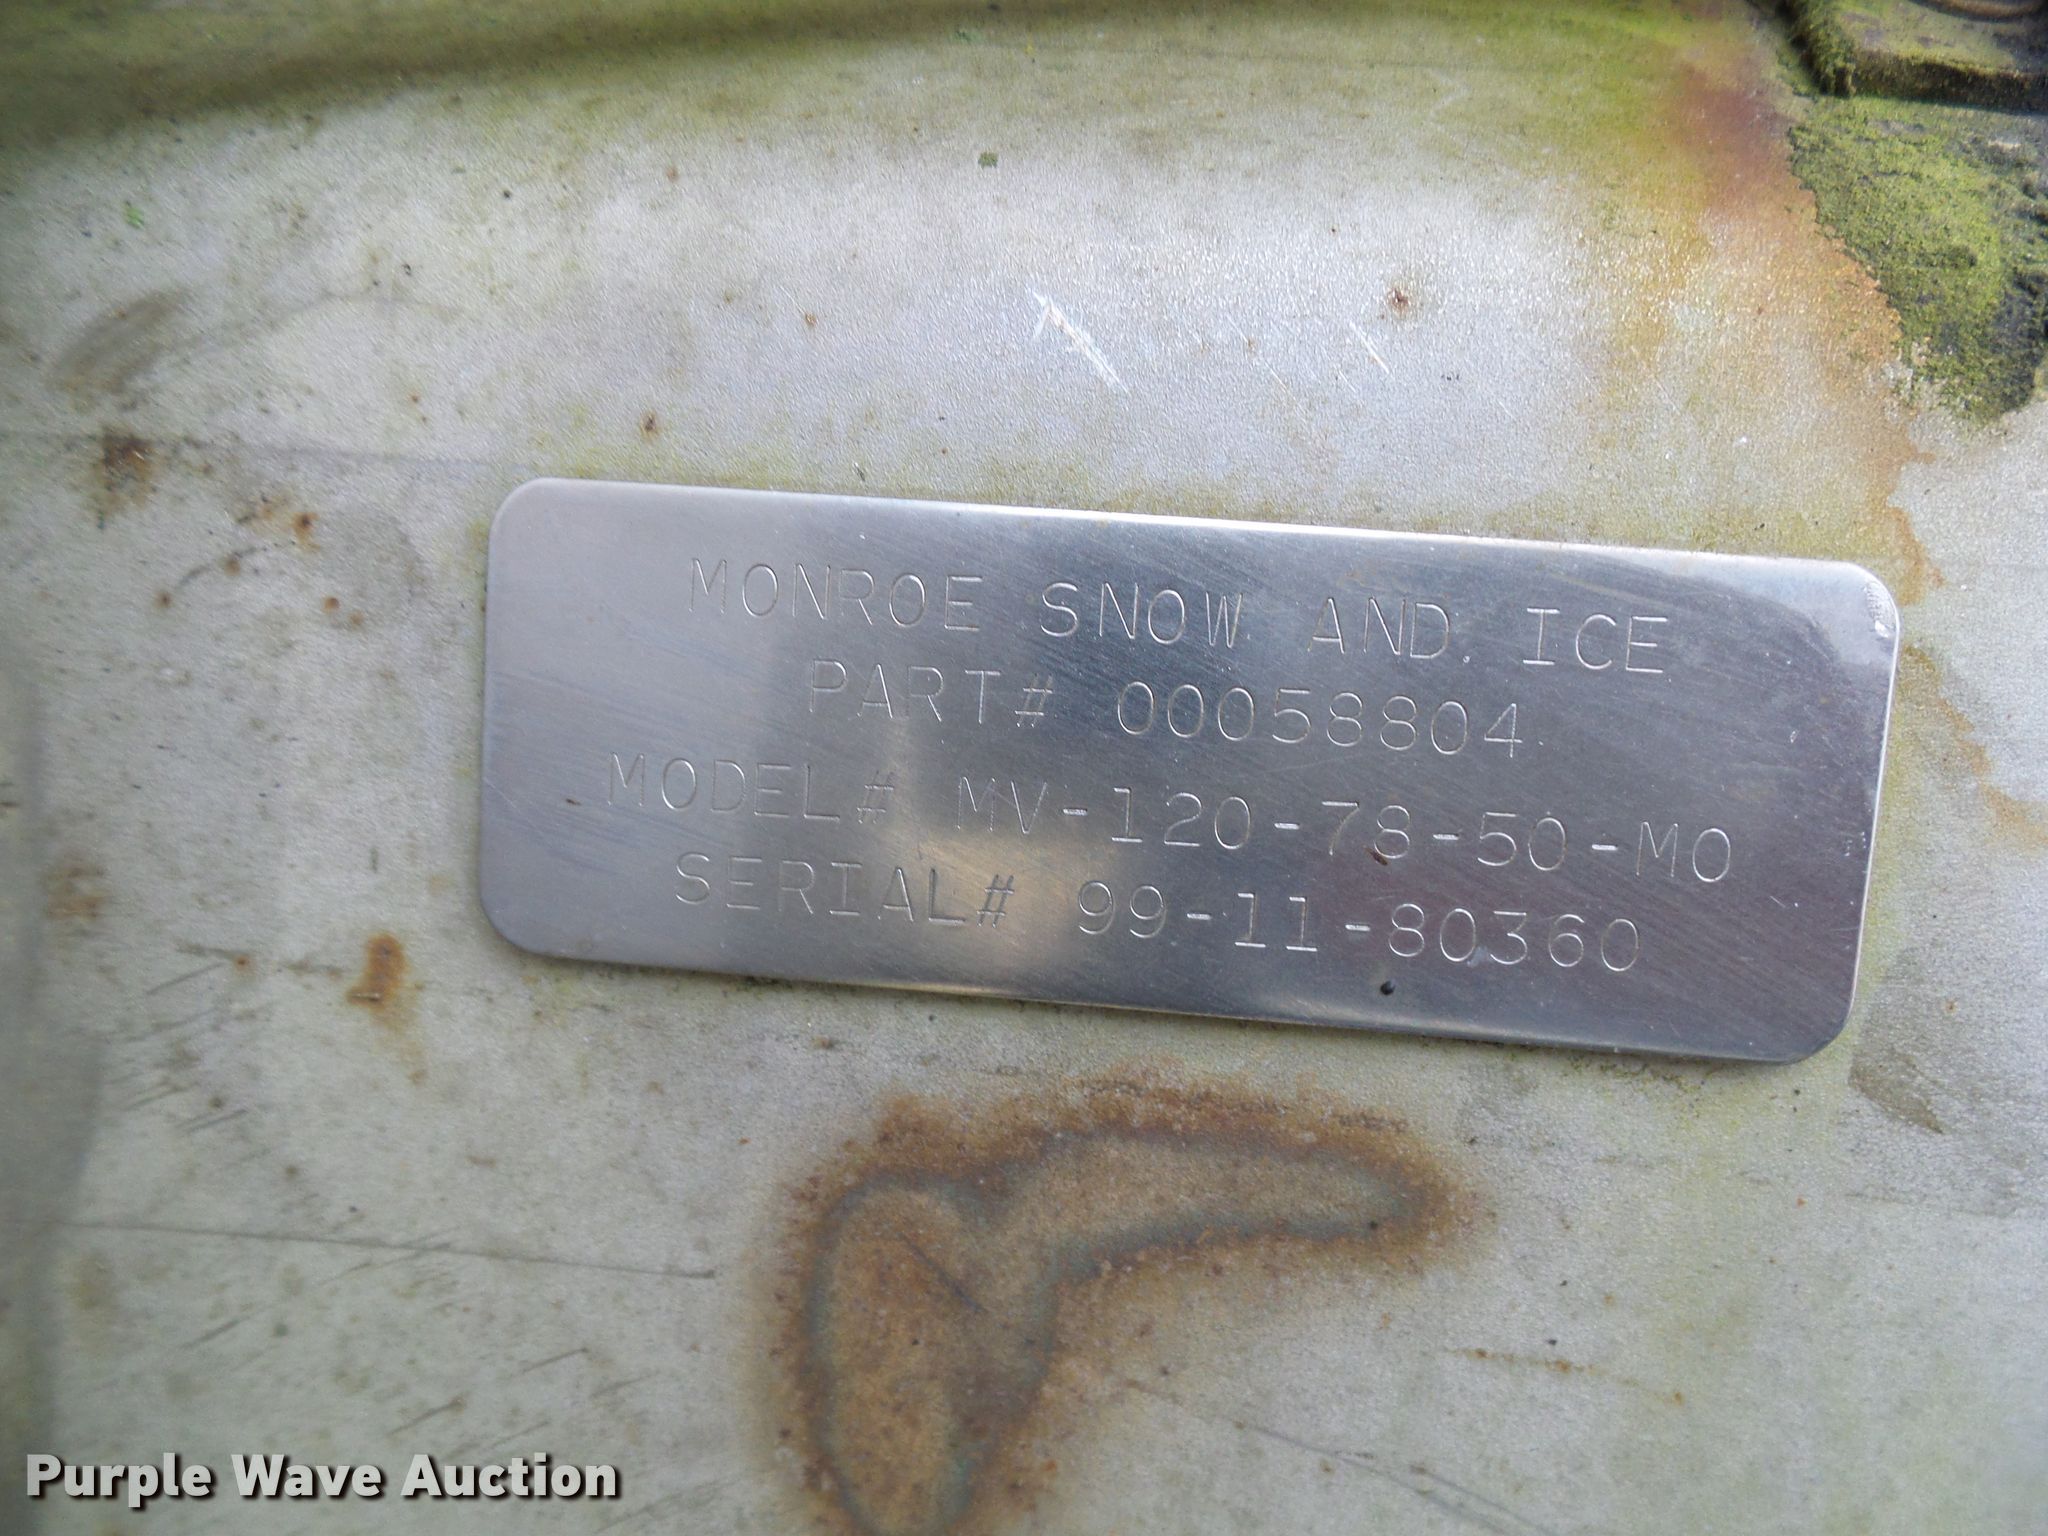 MONROE SNOW AND ICE
PART# 00058804
MODEL# MV-120-78-50-MO
SERIAL# 99-11-80360
Purple Wave Auction